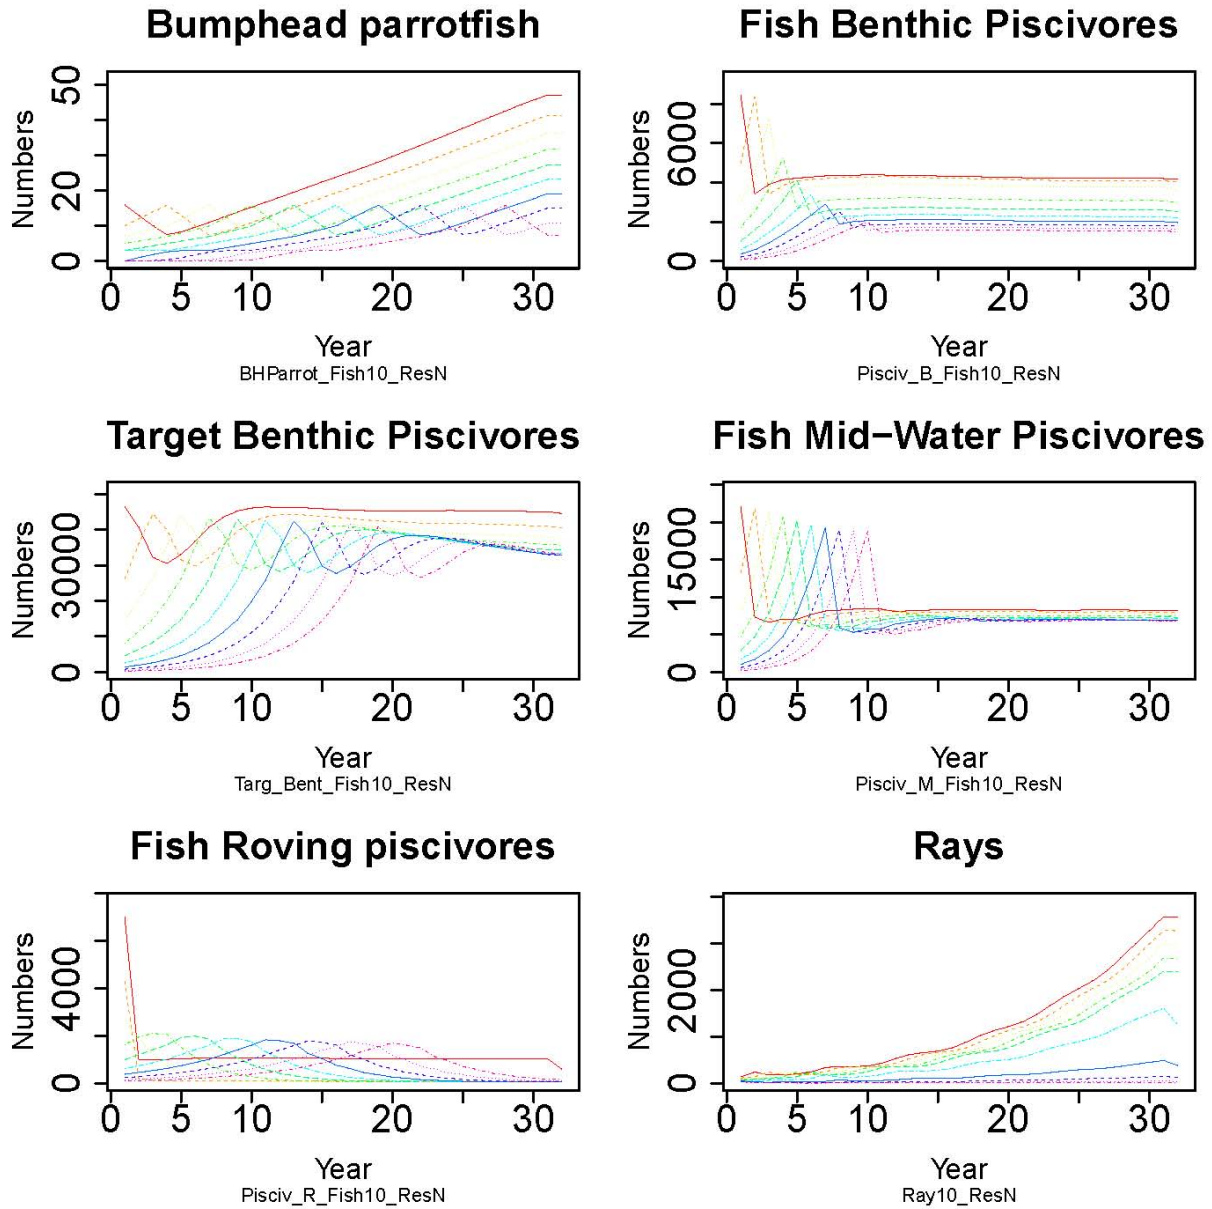 Bumphead parrotfish
Numbers
0 20 50
0 5 10 20 30
Year
BHParrot_Fish10_ResN
Fish Benthic Piscivores
Numbers
0 6000
0 5 10 20 30
Year
Pisciv_B_Fish10_ResN
Target Benthic Piscivores
Numbers
0 30000
0 5 10 20 30
Year
Targ_Bent_Fish10_ResN
Fish Mid−Water Piscivores
Numbers
0 15000
0 5 10 20 30
Year
Pisciv_M_Fish10_ResN
Fish Roving piscivores
Numbers
0 4000
0 5 10 20 30
Year
Pisciv_R_Fish10_ResN
Rays
Numbers
0 2000
0 5 10 20 30
Year
Ray10_ResN